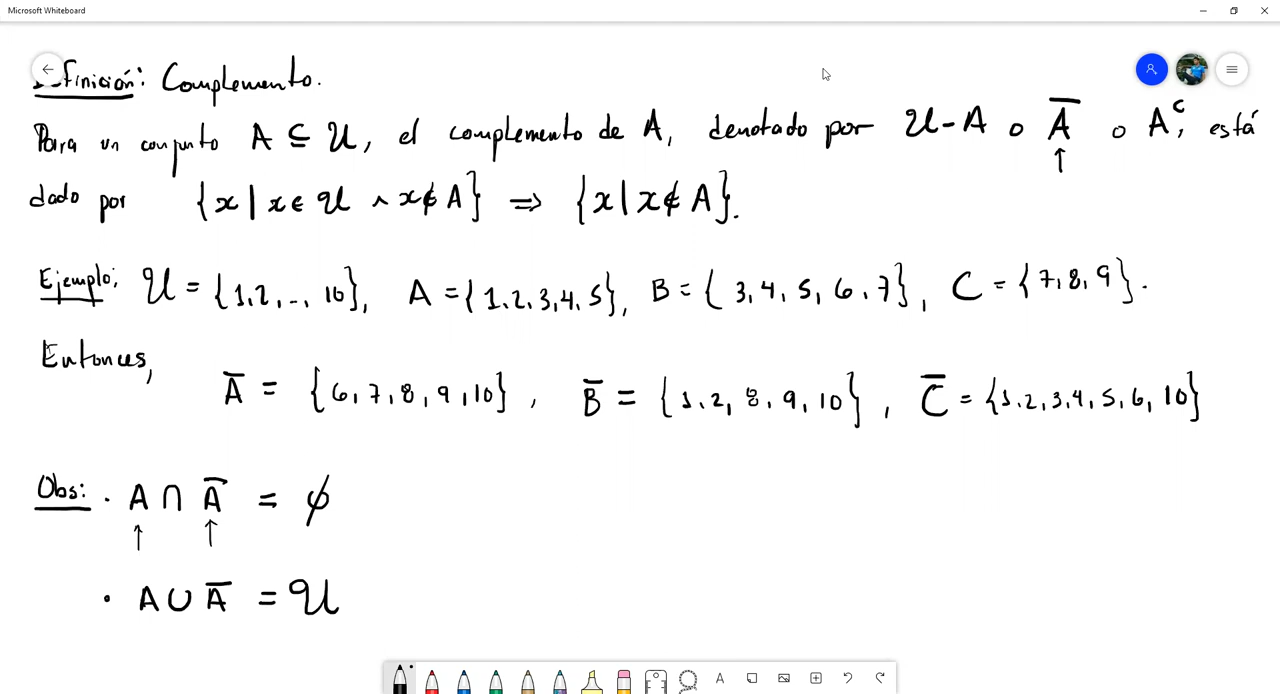 Microsoft Whiteboard
Definición: Complemento.
Para un conjunto A ⊆ U, el complemento de A, denotado por U-A o A̅ o Aᶜ, está
dado por {x | x ∈ U ∧ x ∉ A} ⇒ {x | x ∉ A}.
Ejemplo: U = {1,2,..,10}, A = {1,2,3,4,5}, B = {3,4,5,6,7}, C = {7,8,9}.
Entonces,
A̅ = {6,7,8,9,10}, B̅ = {1,2,8,9,10}, C̅ = {1,2,3,4,5,6,10}
Obs: · A ∩ A̅ = ϕ
· A ∪ A̅ = U
A